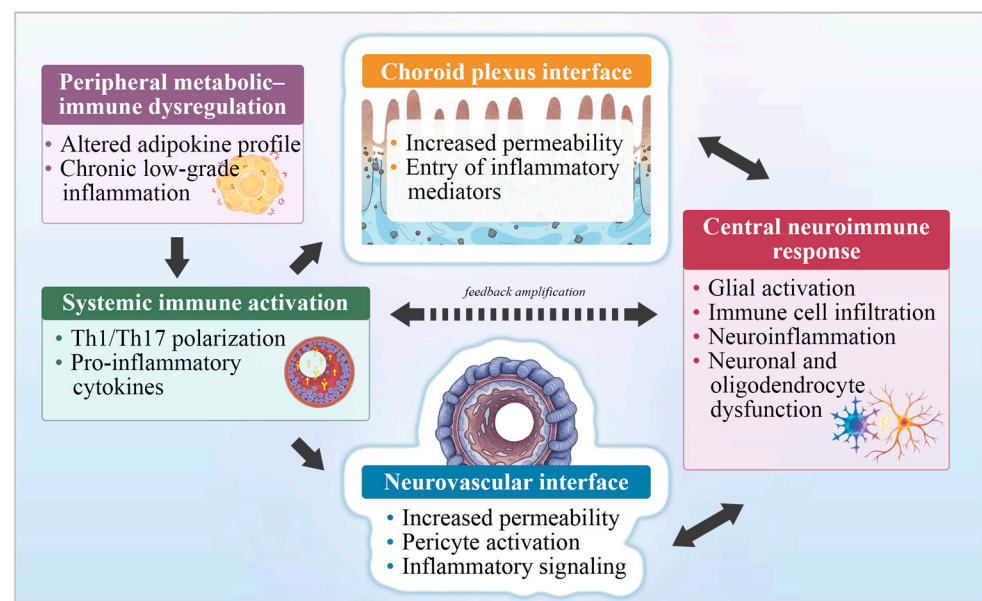 Peripheral metabolic–
immune dysregulation
• Altered adipokine profile
• Chronic low-grade
inflammation
Choroid plexus interface
• Increased permeability
• Entry of inflammatory
mediators
Systemic immune activation
• Th1/Th17 polarization
• Pro-inflammatory
cytokines
feedback amplification
Central neuroimmune
response
• Glial activation
• Immune cell infiltration
• Neuroinflammation
• Neuronal and
oligodendrocyte
dysfunction
Neurovascular interface
• Increased permeability
• Pericyte activation
• Inflammatory signaling